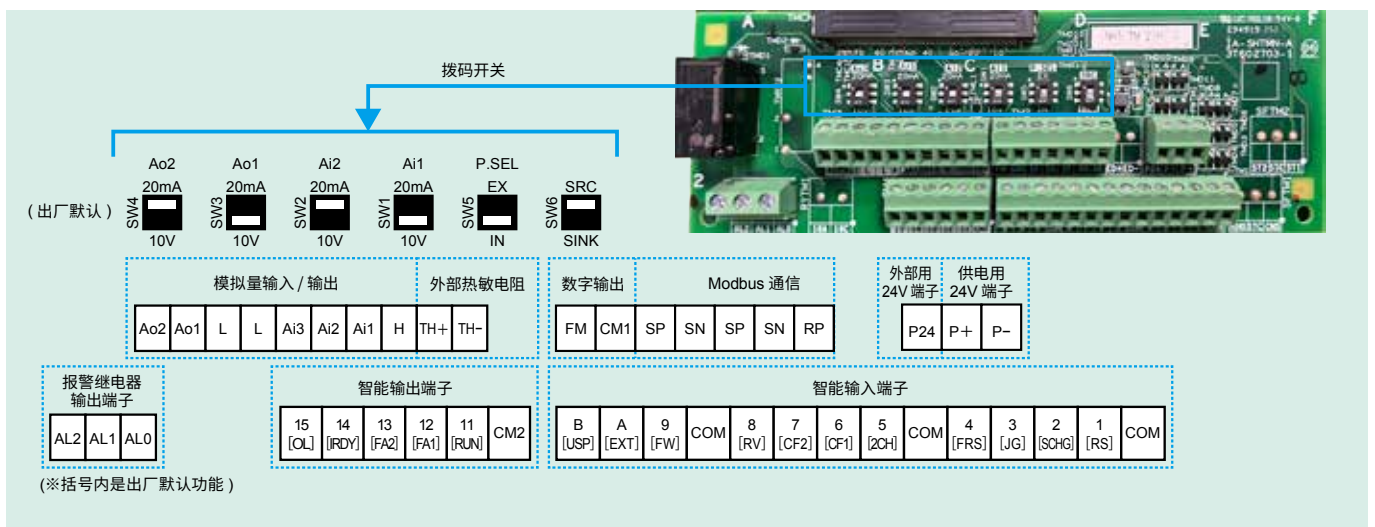 拨码开关
Ao2 Ao1 Ai2 Ai1 P.SEL
20mA 20mA 20mA 20mA EX SRC
(出厂默认) SW4 SW3 SW2 SW1 SW5 SW6
10V 10V 10V 10V IN SINK
A B C D E F
2
IA-SHTMN-A
模拟量输入 / 输出 外部热敏电阻 数字输出 Modbus 通信
外部用 供电用
24V 端子 24V 端子
Ao2 Ao1 L L Ai3 Ai2 Ai1 H TH+ TH− FM CM1 SP SN SP SN RP P24 P+ P−
报警继电器
输出端子
智能输出端子 智能输入端子
AL2 AL1 AL0
15 14 13 12 11 CM2 B A 9 COM 8 7 6 5 COM 4 3 2 1 COM
[OL] [IRDY] [FA2] [FA1] [RUN] [USP] [EXT] [FW] [RV] [CF2] [CF1] [2CH] [FRS] [JG] [SCHG] [RS]
(※括号内是出厂默认功能)